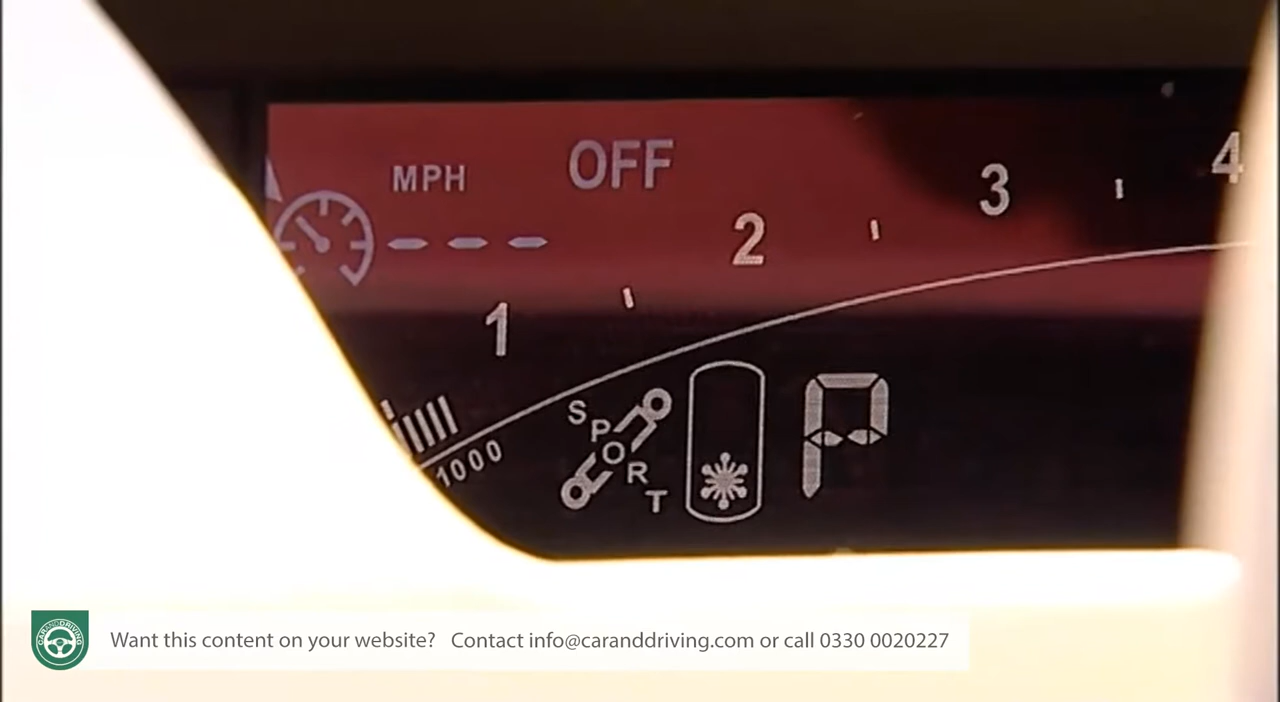 MPH OFF
- - -
1 2 3 4
1000
SPORT
P
CARANDDRIVING
Want this content on your website? Contact info@caranddriving.com or call 0330 0020227